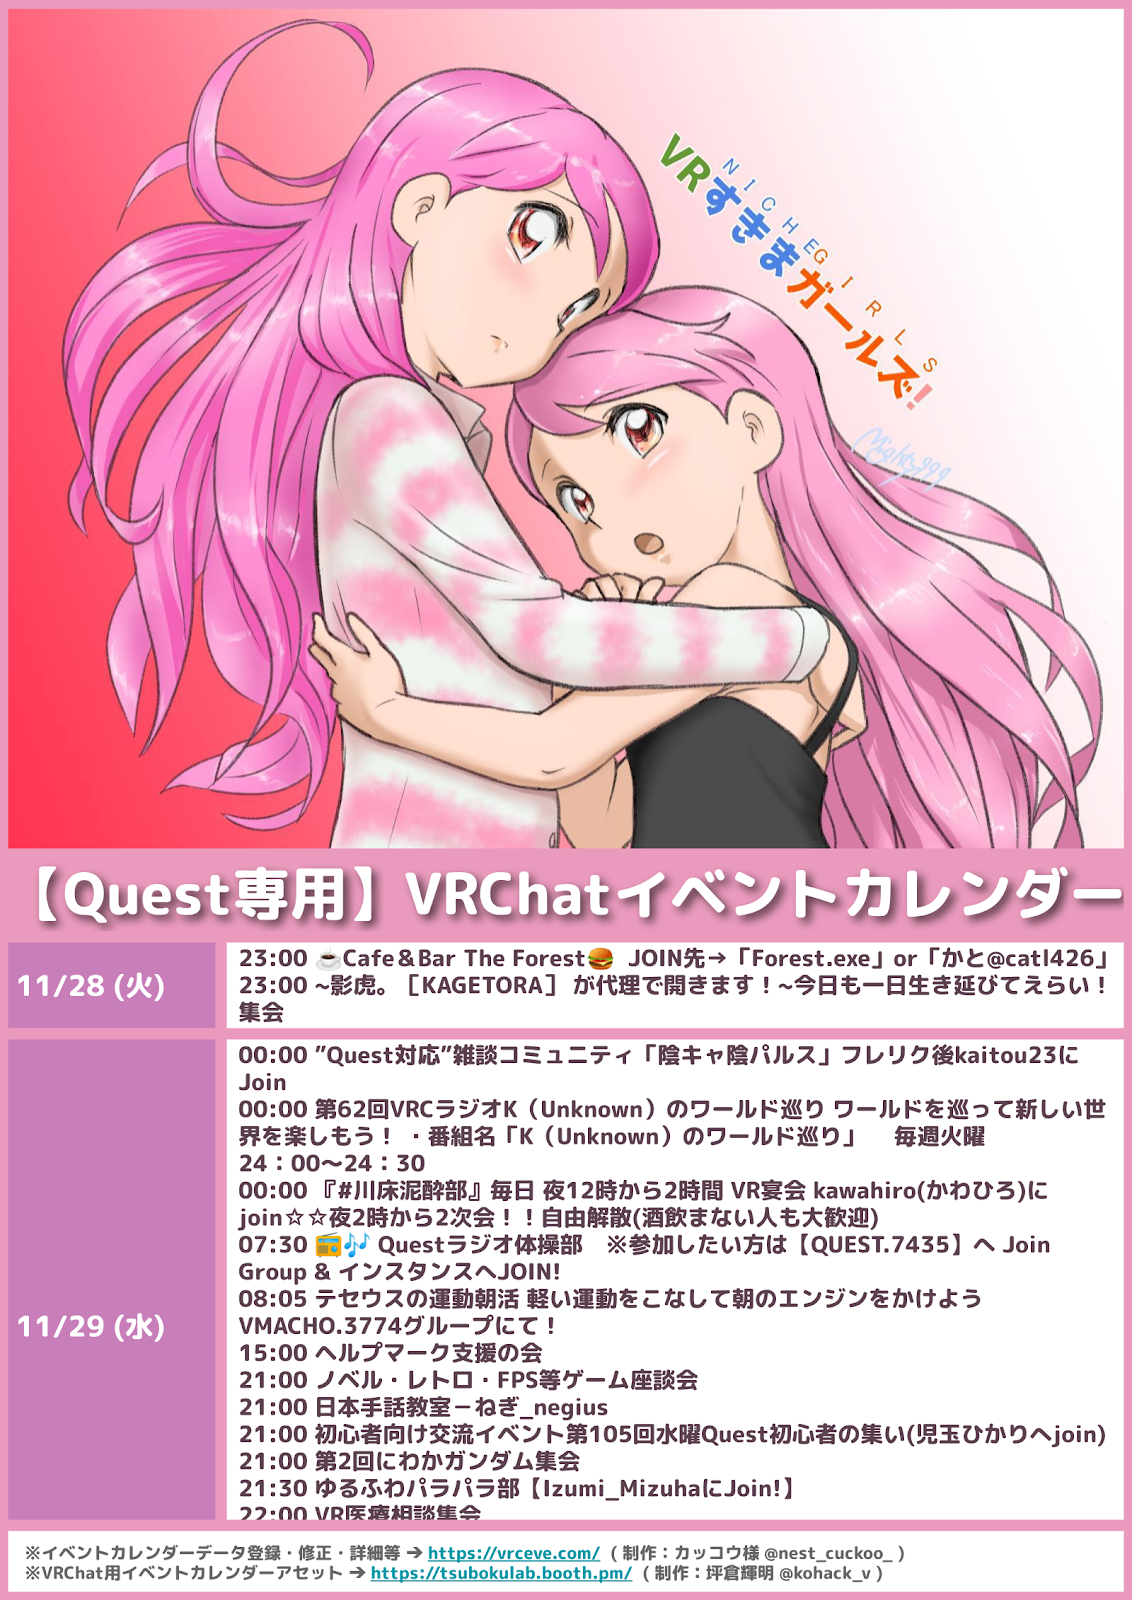 NICHE GIRLS
VRすきまガールズ!
Mighty999
【Quest専用】VRChatイベントカレンダー
11/28 (火)
23:00 ☕Cafe＆Bar The Forest🍔 JOIN先→「Forest.exe」or「かと@catl426」
23:00 ~影虎。［KAGETORA］ が代理で開きます！~今日も一日生き延びてえらい！
集会
11/29 (水)
00:00 ”Quest対応”雑談コミュニティ「陰キャ陰パルス」フレリク後kaitou23に
Join
00:00 第62回VRCラジオK（Unknown）のワールド巡り ワールドを巡って新しい世
界を楽しもう！ ・番組名「K（Unknown）のワールド巡り」　毎週火曜
24：00〜24：30
00:00 『#川床泥酔部』毎日 夜12時から2時間 VR宴会 kawahiro(かわひろ)に
join☆☆夜2時から2次会！！自由解散(酒飲まない人も大歓迎)
07:30 📻🎶 Questラジオ体操部　※参加したい方は【QUEST.7435】へ Join
Group & インスタンスへJOIN!
08:05 テセウスの運動朝活 軽い運動をこなして朝のエンジンをかけよう
VMACHO.3774グループにて！
15:00 ヘルプマーク支援の会
21:00 ノベル・レトロ・FPS等ゲーム座談会
21:00 日本手話教室－ねぎ_negius
21:00 初心者向け交流イベント第105回水曜Quest初心者の集い(児玉ひかりへjoin)
21:00 第2回にわかガンダム集会
21:30 ゆるふわパラパラ部【Izumi_MizuhaにJoin!】
22:00 VR医療相談集会
※イベントカレンダーデータ登録・修正・詳細等 ➔ https://vrceve.com/ ( 制作：カッコウ様 @nest_cuckoo_ )
※VRChat用イベントカレンダーアセット ➔ https://tsubokulab.booth.pm/ ( 制作：坪倉輝明 @kohack_v )